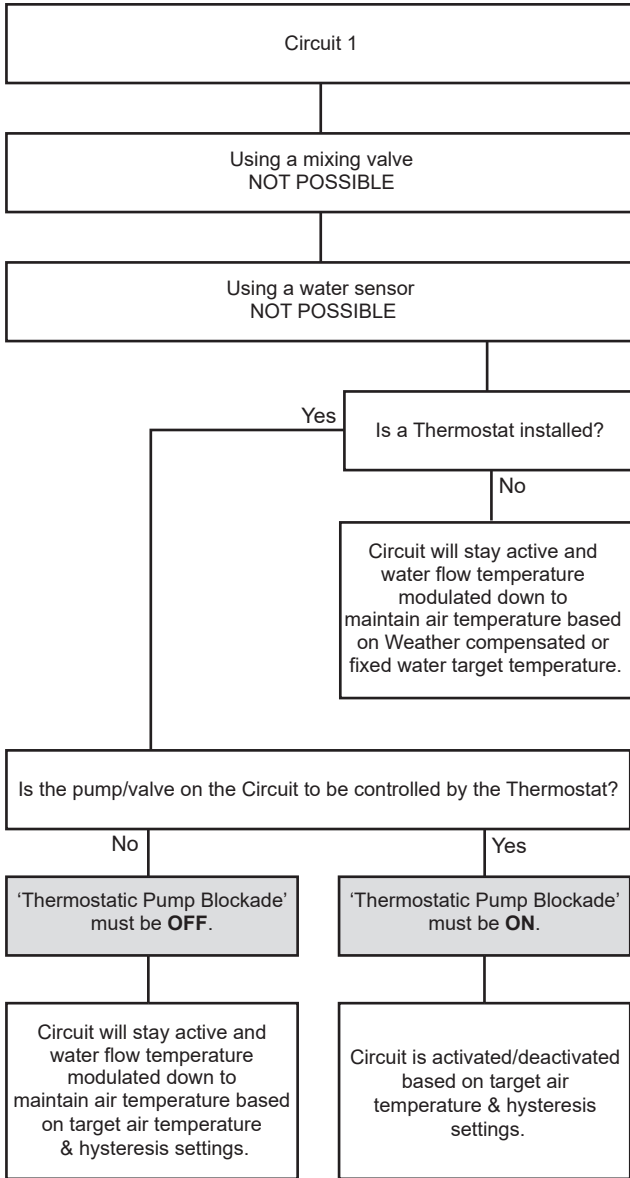 Circuit 1
Using a mixing valve
NOT POSSIBLE
Using a water sensor
NOT POSSIBLE
Yes
Is a Thermostat installed?
No
Circuit will stay active and
water flow temperature
modulated down to
maintain air temperature based
on Weather compensated or
fixed water target temperature.
Is the pump/valve on the Circuit to be controlled by the Thermostat?
No
Yes
'Thermostatic Pump Blockade'
must be OFF.
'Thermostatic Pump Blockade'
must be ON.
Circuit will stay active and
water flow temperature
modulated down to
maintain air temperature based
on target air temperature
& hysteresis settings.
Circuit is activated/deactivated
based on target air
temperature & hysteresis
settings.